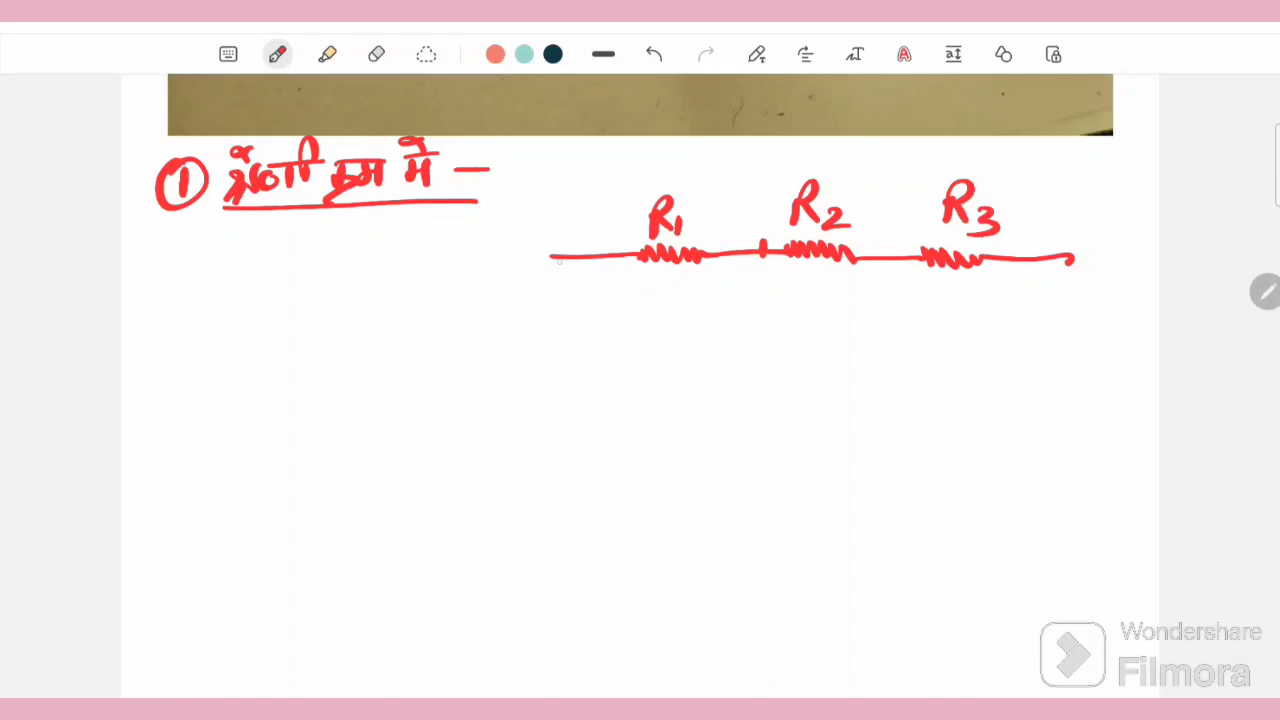 ① श्रेणी क्रम में —
R1 R2 R3
Wondershare
Filmora